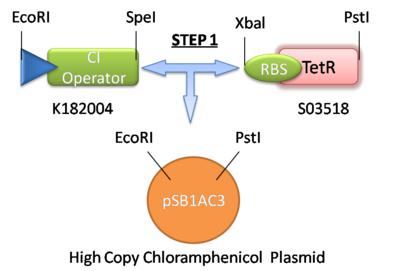 EcoRI SpeI XbaI PstI
STEP 1
CI
Operator
RBS TetR
K182004 S03518
EcoRI PstI
pSB1AC3
High Copy Chloramphenicol Plasmid